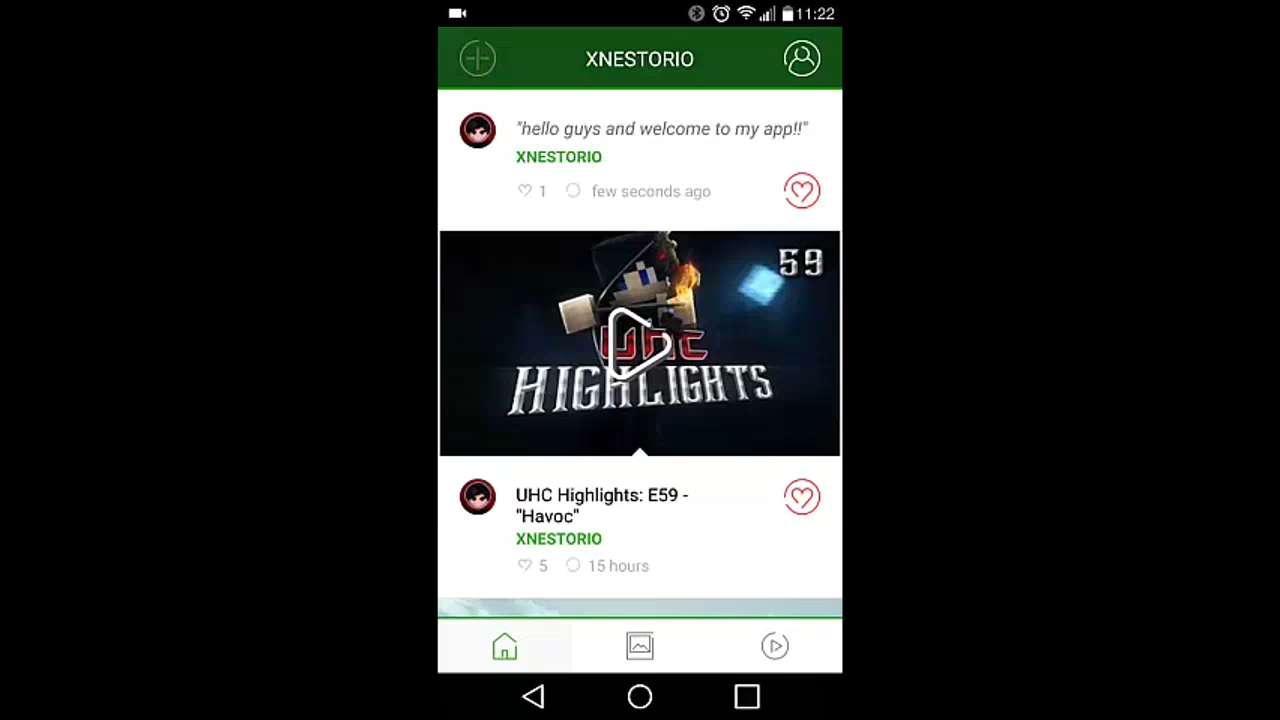 11:22
XNESTORIO
"hello guys and welcome to my app!!"
XNESTORIO
1 few seconds ago
59
UHC
HIGHLIGHTS
UHC Highlights: E59 -
"Havoc"
XNESTORIO
5 15 hours